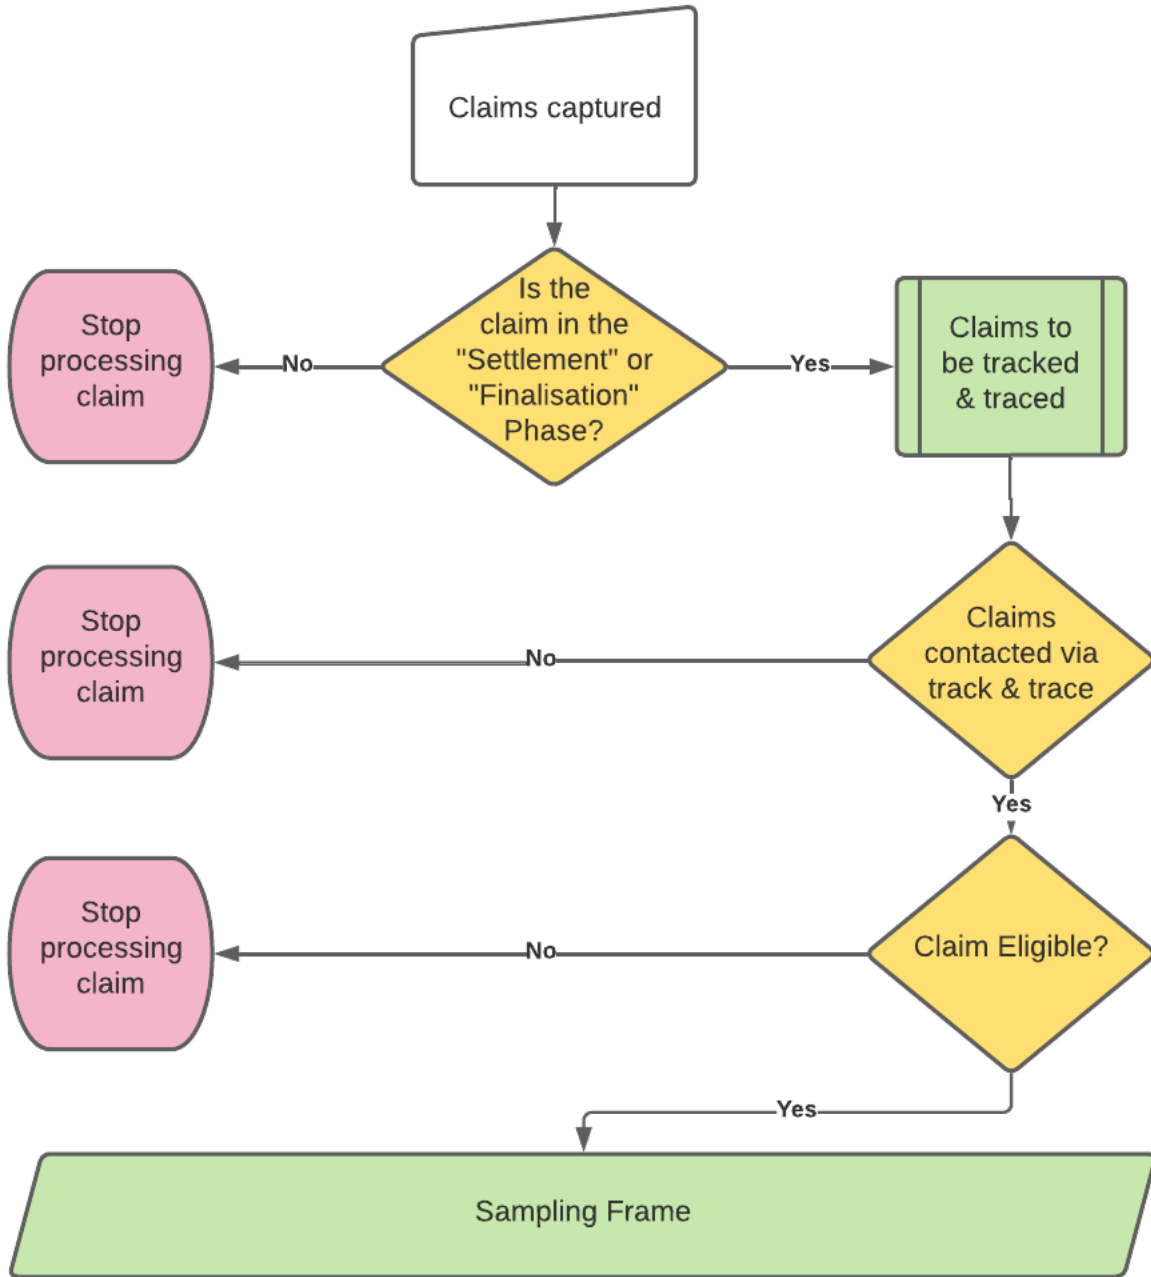 Claims captured
Is the
claim in the
"Settlement" or
"Finalisation"
Phase?
No
Stop
processing
claim
Yes
Claims to
be tracked
& traced
Claims
contacted via
track & trace
No
Stop
processing
claim
Yes
Claim Eligible?
No
Stop
processing
claim
Yes
Sampling Frame